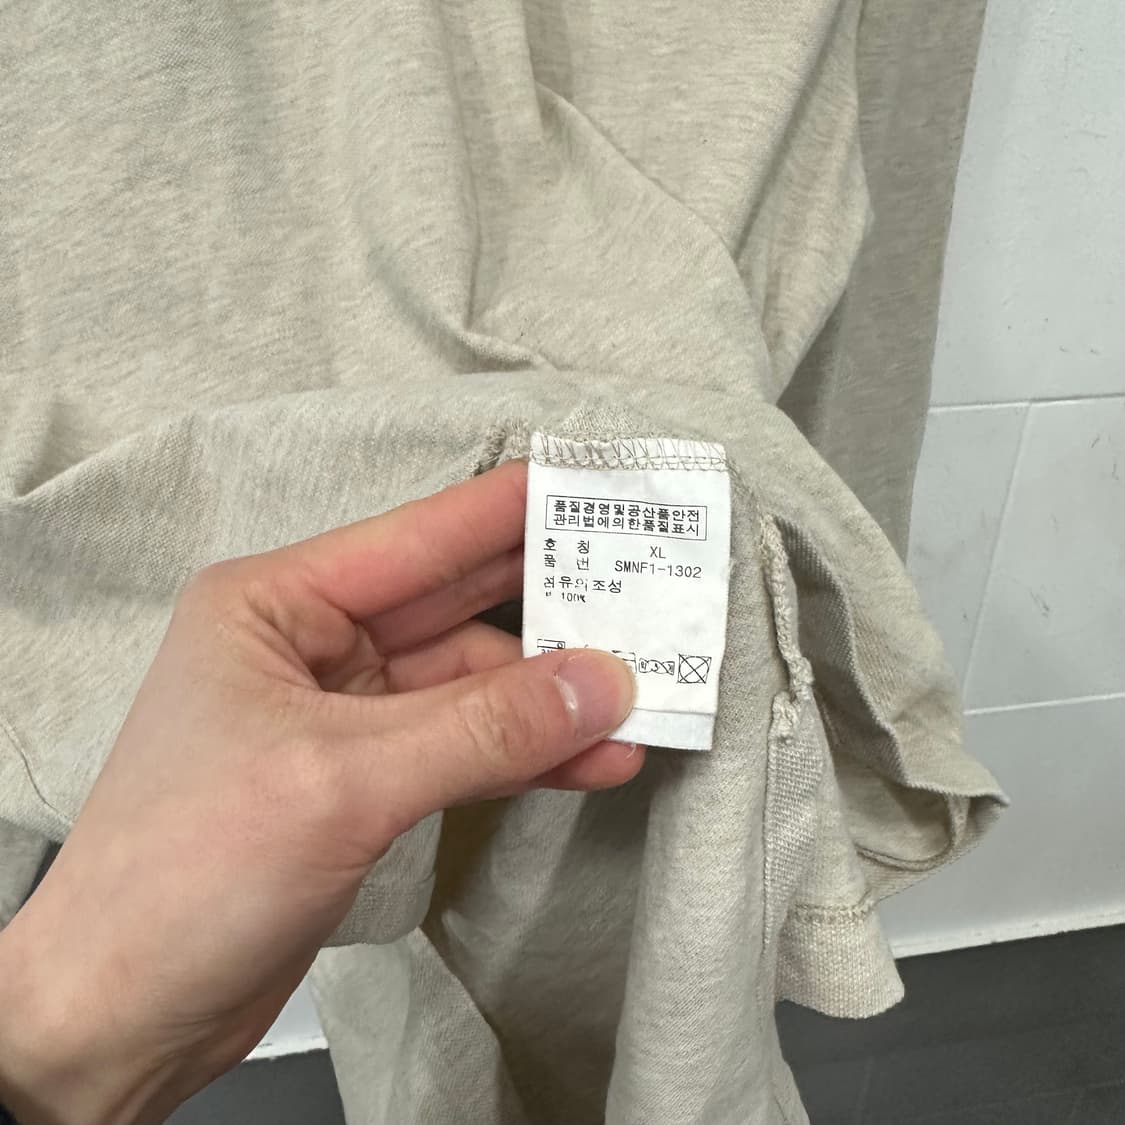 품질경영및공산품안전
관리법에의한품질표시
호 칭 XL
품 번 SMNF1-1302
섬유의조성
100%